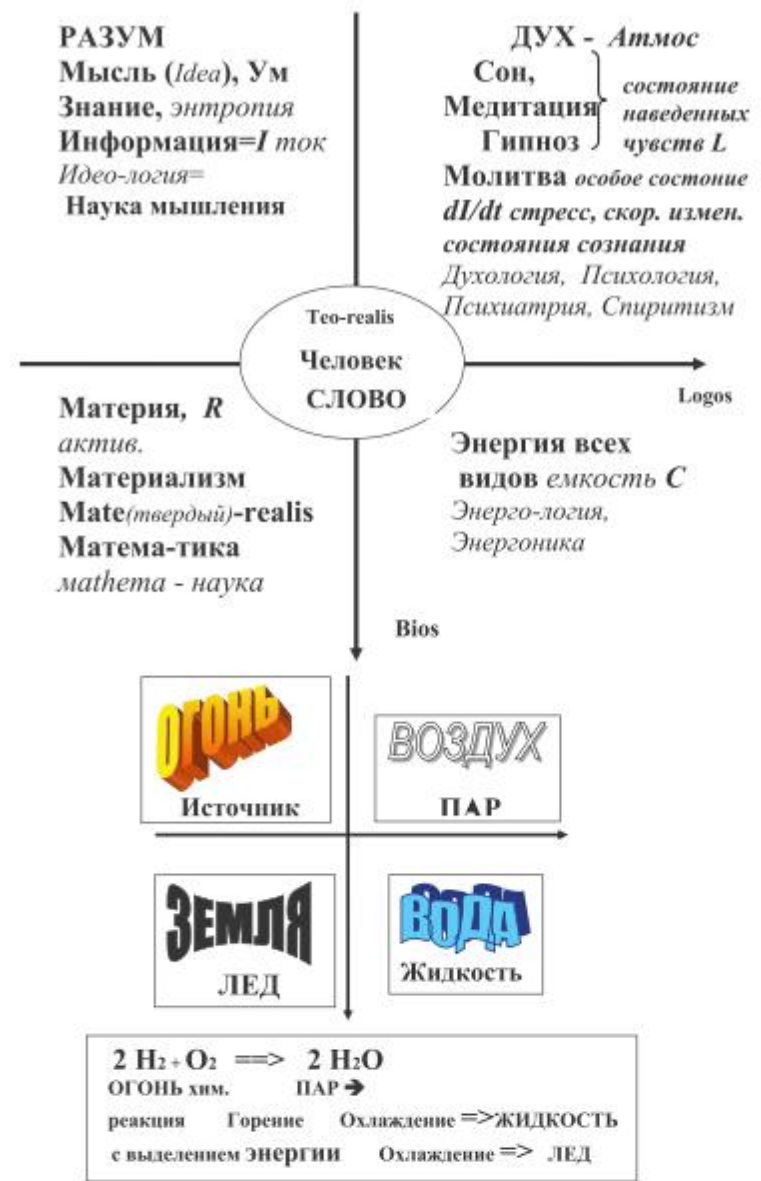 РАЗУМ
Мысль (Idea), Ум
Знание, энтропия
Информация=I ток
Идео-логия=
Наука мышления
ДУХ - Атмос
Сон,
Медитация
Гипноз
состояние
наведенных
чувств L
Молитва особое состоние
dI/dt стресс, скор. измен.
состояния сознания
Духология, Психология,
Психиатрия, Спиритизм
Teo-realis
Человек
СЛОВО
Logos
Материя, R
актив.
Материализм
Mate(твердый)-realis
Матема-тика
мathema - наука
Энергия всех
видов емкость C
Энерго-логия,
Энергоника
Bios
ОГОНЬ
Источник
ВОЗДУХ
ПАР
ЗЕМЛЯ
ЛЕД
ВОДА
Жидкость
2 H2 + O2 ==> 2 H2O
ОГОНЬ хим. ПАР ➔
реакция Горение Охлаждение =>ЖИДКОСТЬ
с выделением энергии Охлаждение => ЛЕД